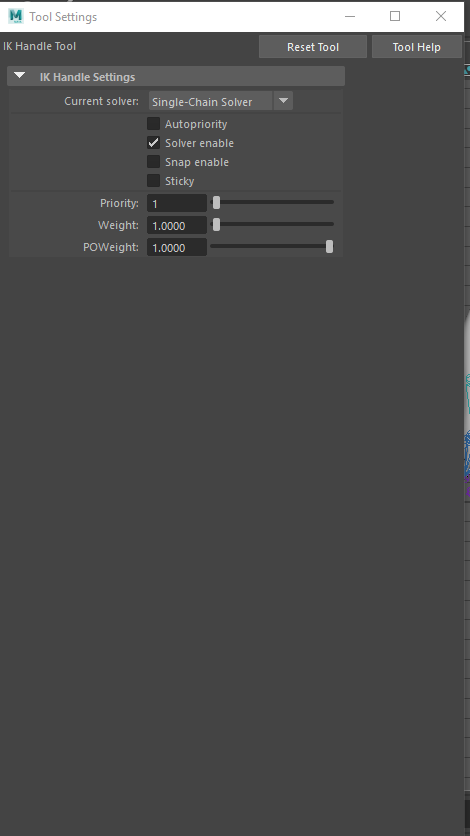 Tool Settings
IK Handle Tool Reset Tool Tool Help
IK Handle Settings
Current solver: Single-Chain Solver
Autopriority
Solver enable
Snap enable
Sticky
Priority: 1
Weight: 1.0000
POWeight: 1.0000